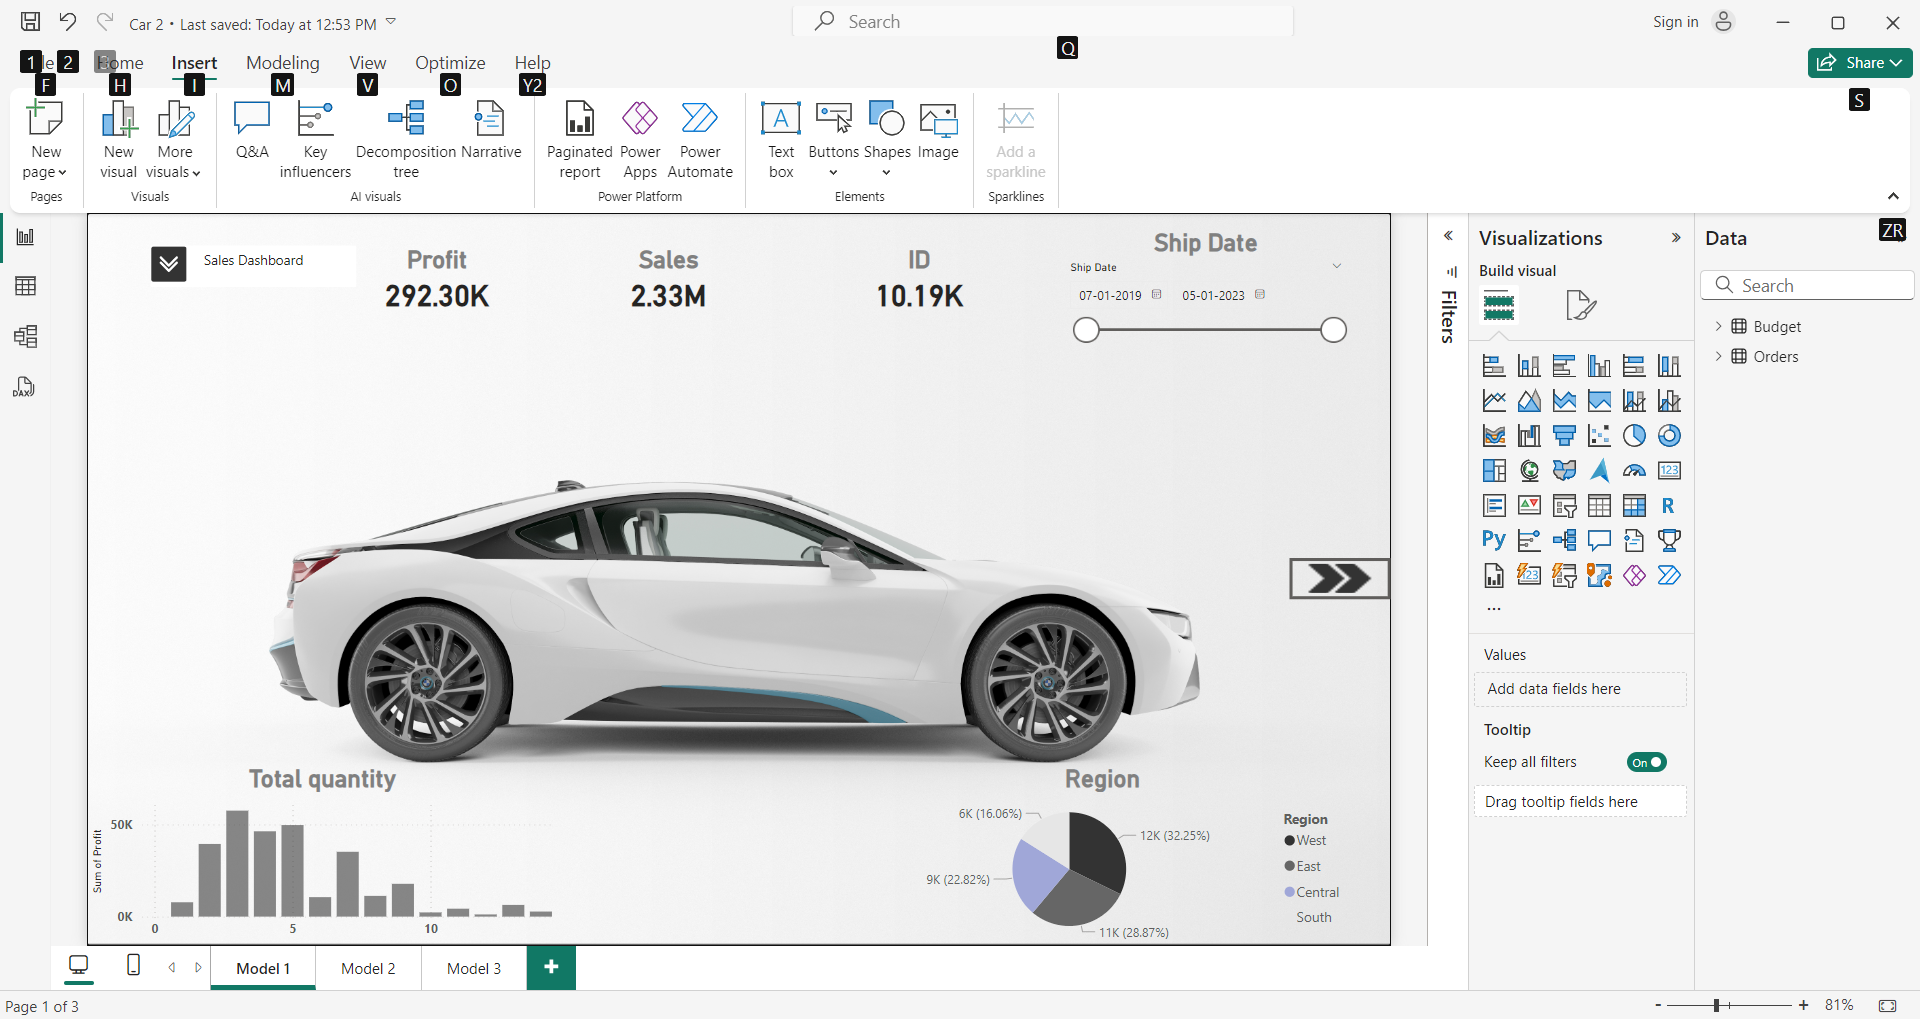 Car 2 • Last saved: Today at 12:53 PM
Search
Sign in
1 le 2 Home Insert Modeling View Optimize Help
Q
Share
F H I M V O Y2 S
New page
New visual
More visuals
Q&A
Key influencers
Decomposition tree
Narrative
Paginated report
Power Apps
Power Automate
Text box
Buttons
Shapes
Image
Add a sparkline
Pages
Visuals
AI visuals
Power Platform
Elements
Sparklines
ZR
DAX
Sales Dashboard
Profit
292.30K
Sales
2.33M
ID
10.19K
Ship Date
Ship Date
07-01-2019
05-01-2023
Total quantity
Sum of Profit
50K
0K
0 5 10
Region
6K (16.06%)
12K (32.25%)
9K (22.82%)
11K (28.87%)
Region
West
East
Central
South
Filters
Visualizations
Build visual
123
R
Py
123
...
Values
Add data fields here
Tooltip
Keep all filters
On
Drag tooltip fields here
Data
Search
Budget
Orders
Model 1
Model 2
Model 3
+
Page 1 of 3
- + 81%